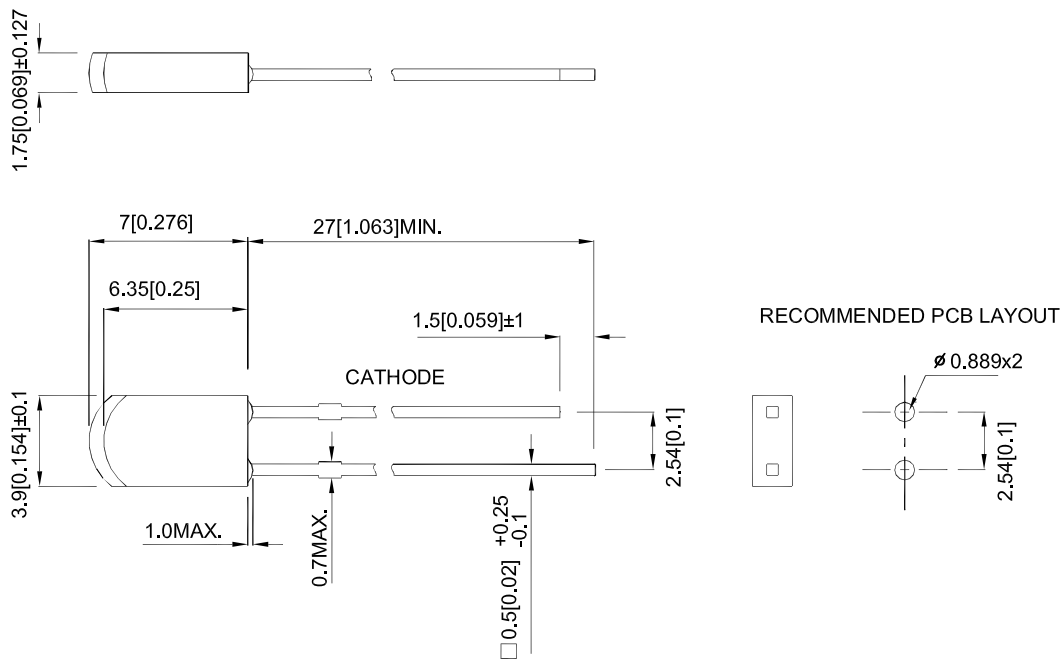 1.75[0.069]±0.127
7[0.276]
27[1.063]MIN.
6.35[0.25]
1.5[0.059]±1
RECOMMENDED PCB LAYOUT
ø 0.889x2
CATHODE
3.9[0.154]±0.1
2.54[0.1]
2.54[0.1]
1.0MAX.
0.7MAX.
□0.5[0.02] +0.25
-0.1